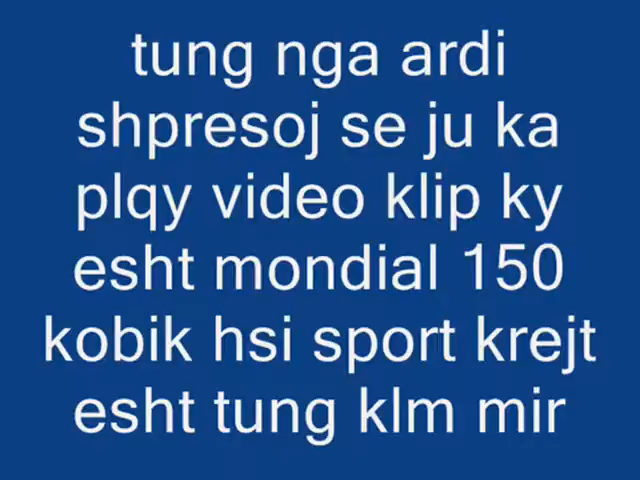 tung nga ardi
shpresoj se ju ka
plqy video klip ky
esht mondial 150
kobik hsi sport krejt
esht tung klm mir